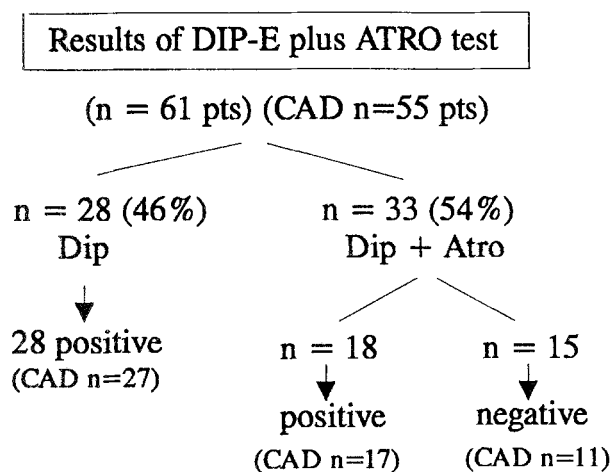 Results of DIP-E plus ATRO test
(n = 61 pts) (CAD n=55 pts)
n = 28 (46%)
Dip
28 positive
(CAD n=27)
n = 33 (54%)
Dip + Atro
n = 18
positive
(CAD n=17)
n = 15
negative
(CAD n=11)